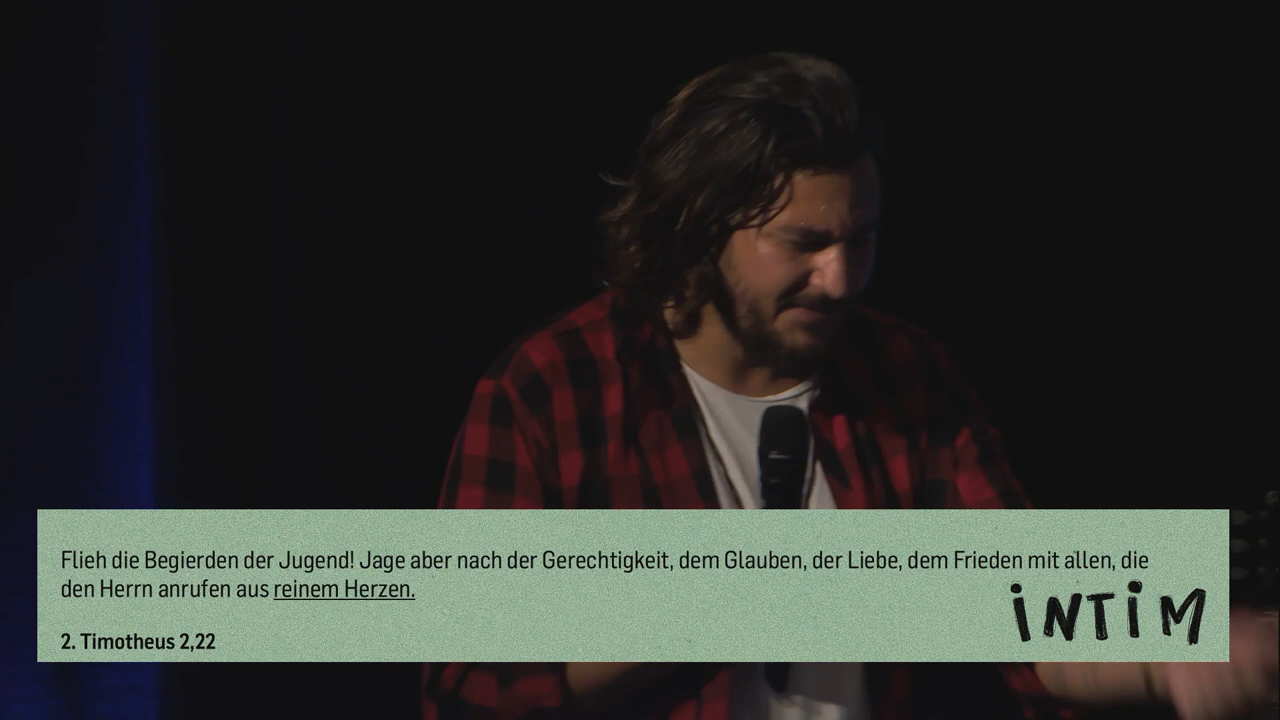 Flieh die Begierden der Jugend! Jage aber nach der Gerechtigkeit, dem Glauben, der Liebe, dem Frieden mit allen, die
den Herrn anrufen aus reinem Herzen.
2. Timotheus 2,22
iNTiM